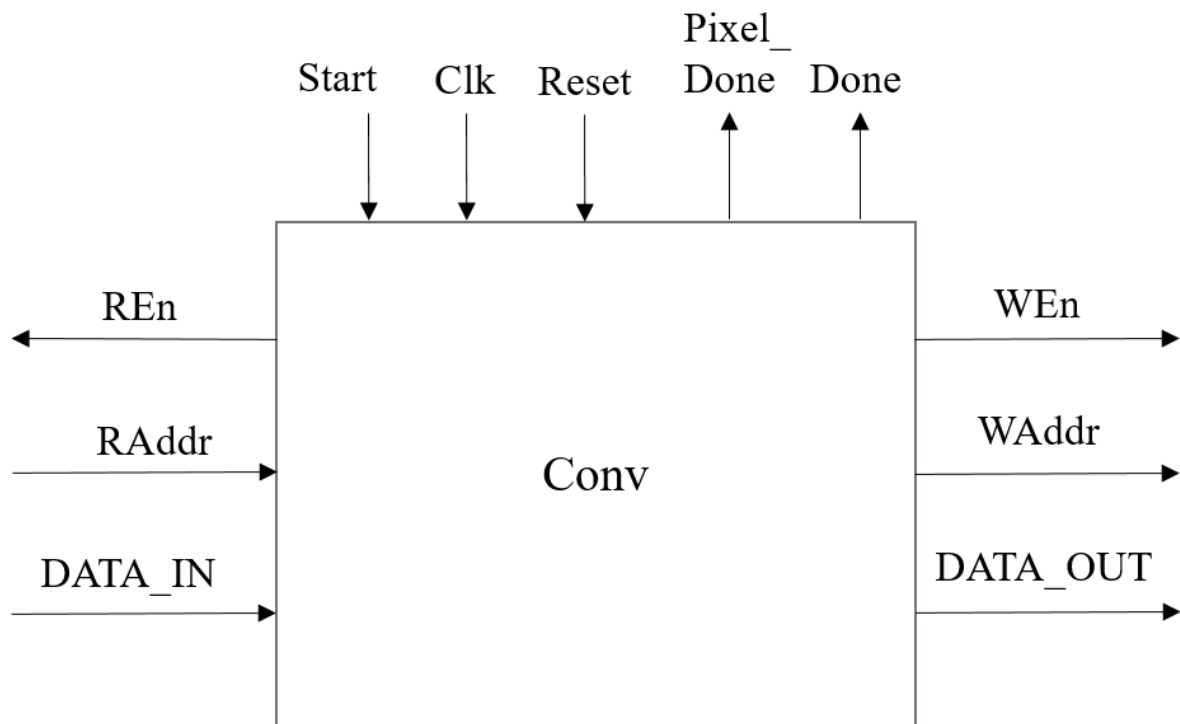 Start
Clk
Reset
Pixel_
Done
Done
REn
WEn
RAddr
WAddr
Conv
DATA_IN
DATA_OUT